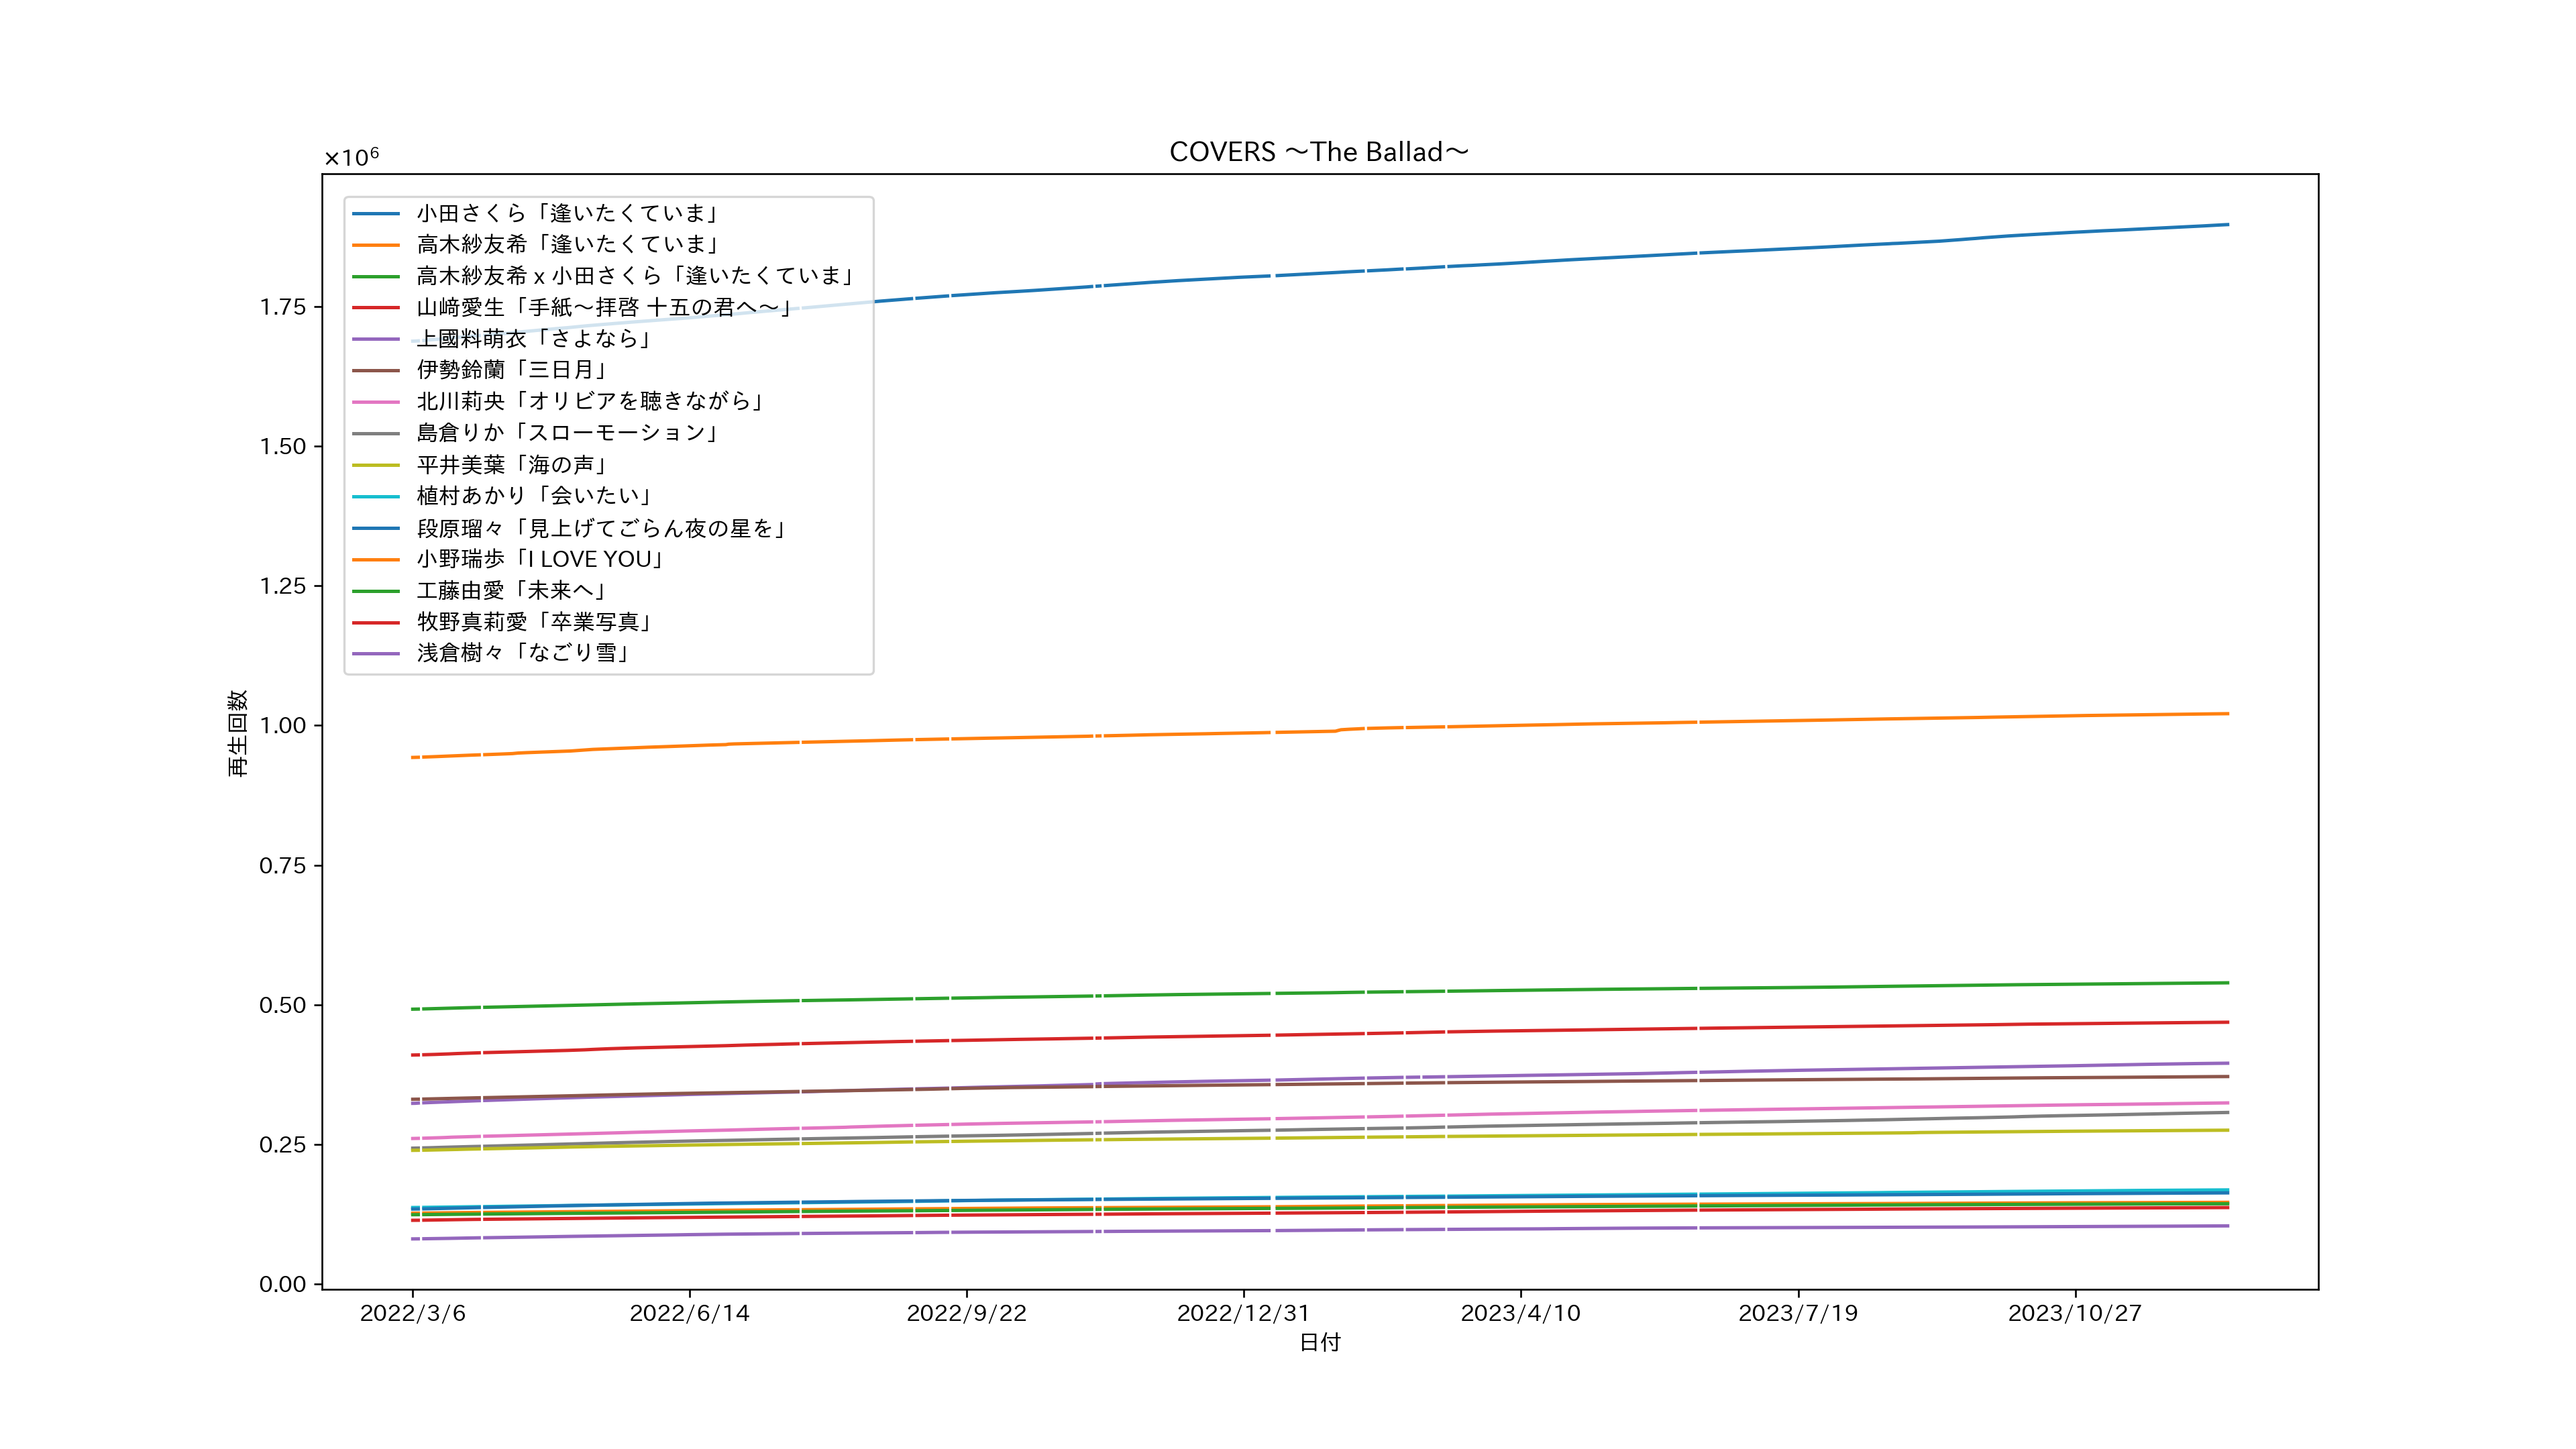 COVERS ～The Ballad～
×10⁶
小田さくら「逢いたくていま」
高木紗友希「逢いたくていま」
高木紗友希 x 小田さくら「逢いたくていま」
山﨑愛生「手紙～拝啓 十五の君へ～」
上國料萌衣「さよなら」
伊勢鈴蘭「三日月」
北川莉央「オリビアを聴きながら」
島倉りか「スローモーション」
平井美葉「海の声」
植村あかり「会いたい」
段原瑠々「見上げてごらん夜の星を」
小野瑞歩「I LOVE YOU」
工藤由愛「未来へ」
牧野真莉愛「卒業写真」
浅倉樹々「なごり雪」
1.75
1.50
1.25
1.00
0.75
0.50
0.25
0.00
再生回数
2022/3/6 2022/6/14 2022/9/22 2022/12/31 2023/4/10 2023/7/19 2023/10/27
日付